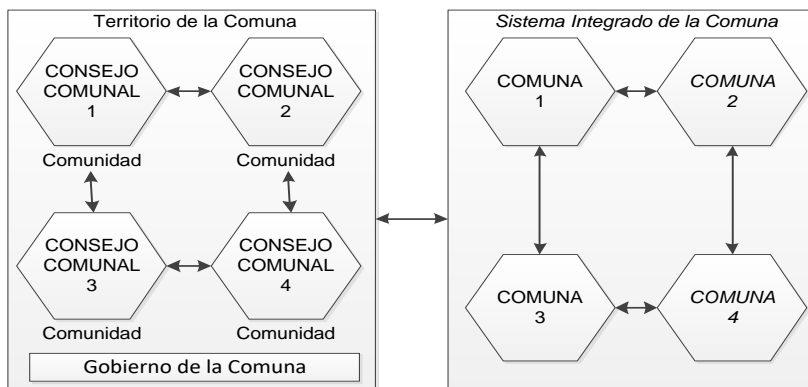 Territorio de la Comuna
CONSEJO
COMUNAL
1
CONSEJO
COMUNAL
2
Comunidad
Comunidad
CONSEJO
COMUNAL
3
CONSEJO
COMUNAL
4
Comunidad
Comunidad
Gobierno de la Comuna
Sistema Integrado de la Comuna
COMUNA
1
COMUNA
2
COMUNA
3
COMUNA
4